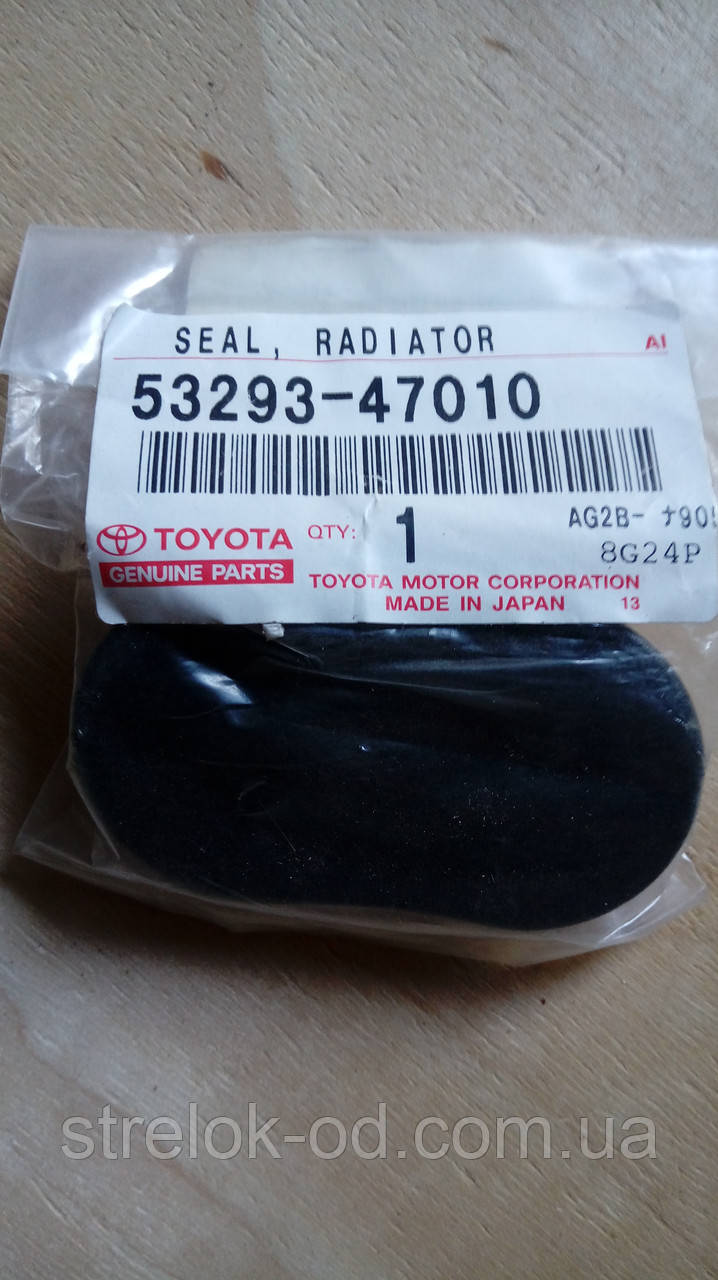 SEAL, RADIATOR AI
53293-47010
TOYOTA QTY: 1 AG2B-
GENUINE PARTS 8G24P
TOYOTA MOTOR CORPORATION
MADE IN JAPAN 13
strelok-od.com.ua